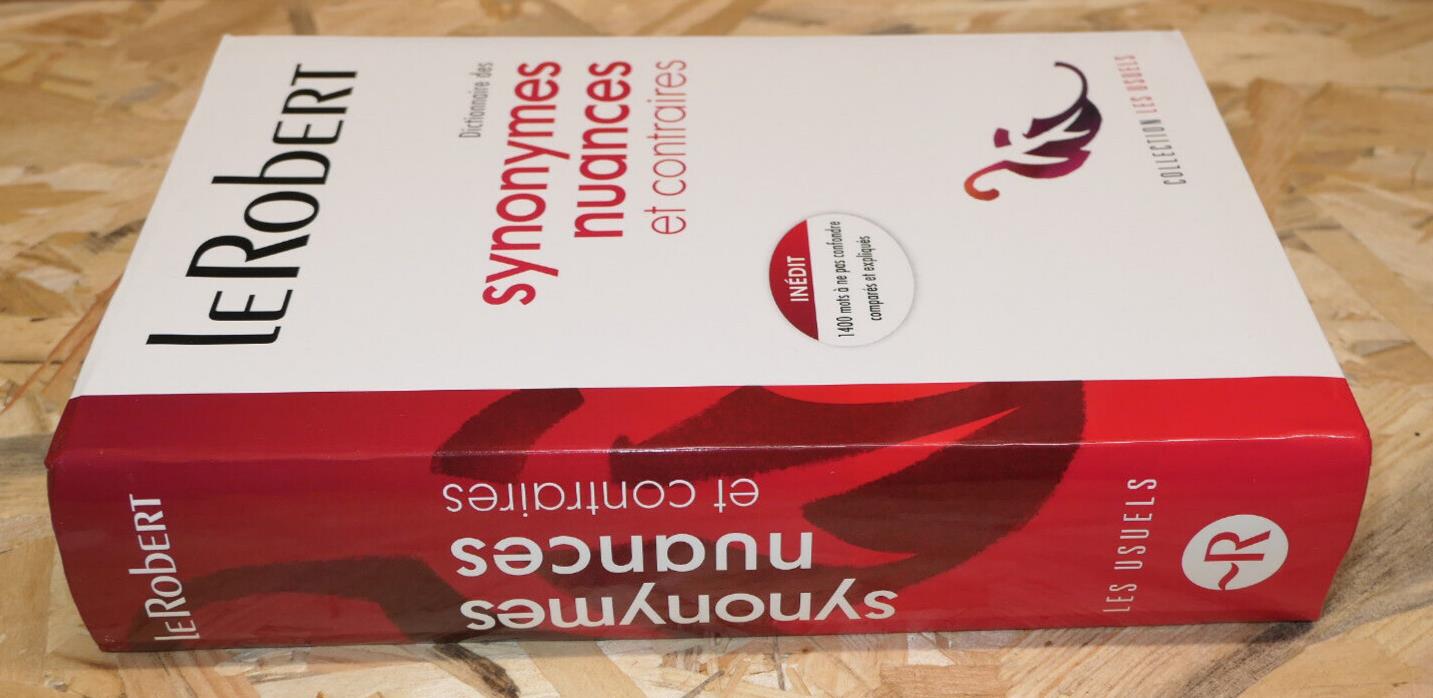 LE ROBERT
Dictionnaire des
synonymes
nuances
et contraires
INÉDIT
1400 mots à ne pas confondre
comparés et expliqués
COLLECTION LES USUELS
LE ROBERT
synonymes
nuances
et contraires
LES USUELS
~R